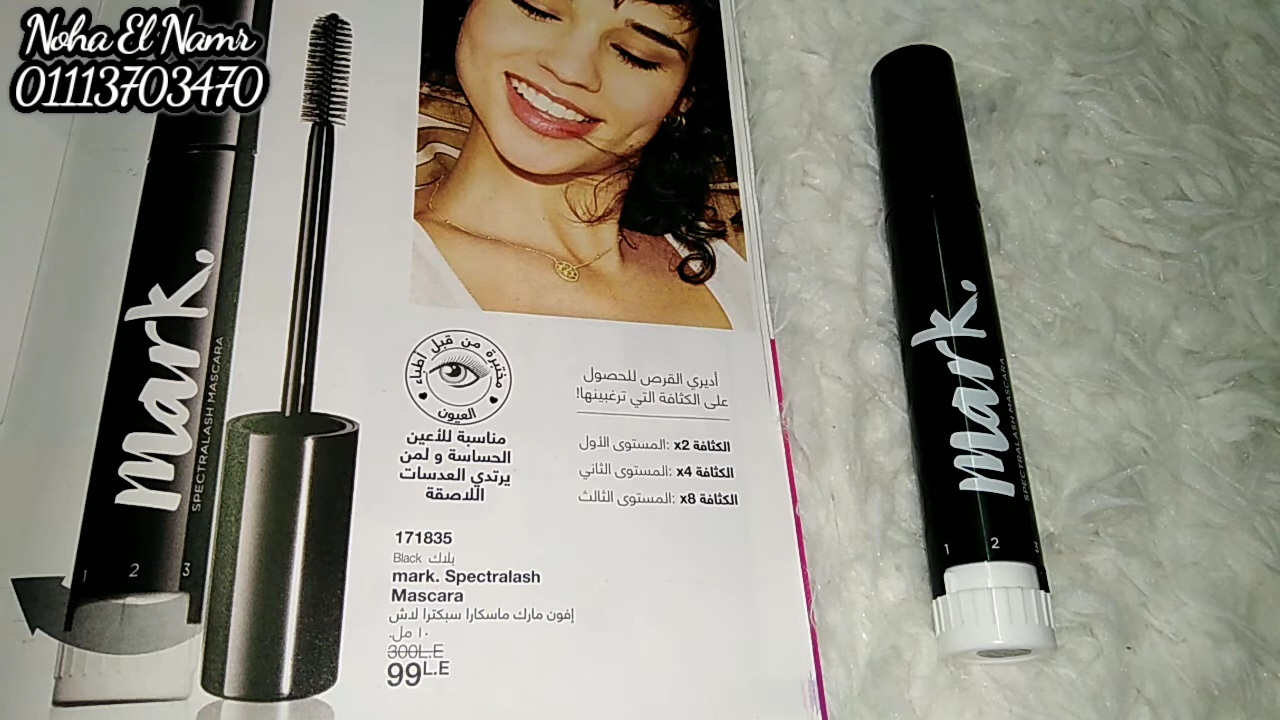 Noha El Namr
01113703470
mark.
SPECTRALASH MASCARA
1 2 3
مختبرة من قبل أطباء العيون
مناسبة للأعين
الحساسة و لمن
يرتدي العدسات
اللاصقة
أديري القرص للحصول
على الكثافة التي ترغبينها!
المستوى الأول: الكثافة x2
المستوى الثاني: الكثافة x4
المستوى الثالث: الكثافة x8
171835
Black بلاك
mark. Spectralash
Mascara
إفون مارك ماسكارا سبكترا لاش
١٠ مل.
300L.E
99L.E
mark.
SPECTRALASH MASCARA
1 2 3